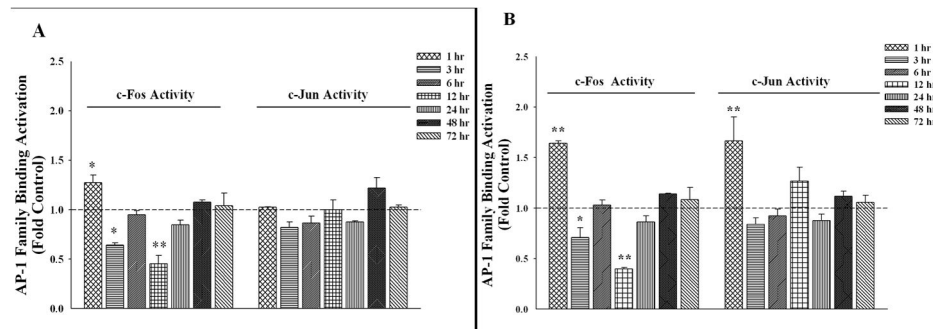 A
AP-1 Family Binding Activation
(Fold Control)
2.5
2.0
1.5
1.0
0.5
0.0
c-Fos Activity
c-Jun Activity
*
*
**
1 hr
3 hr
6 hr
12 hr
24 hr
48 hr
72 hr
B
AP-1 Family Binding Activation
(Fold Control)
2.5
2.0
1.5
1.0
0.5
0.0
c-Fos Activity
c-Jun Activity
**
*
**
**
1 hr
3 hr
6 hr
12 hr
24 hr
48 hr
72 hr